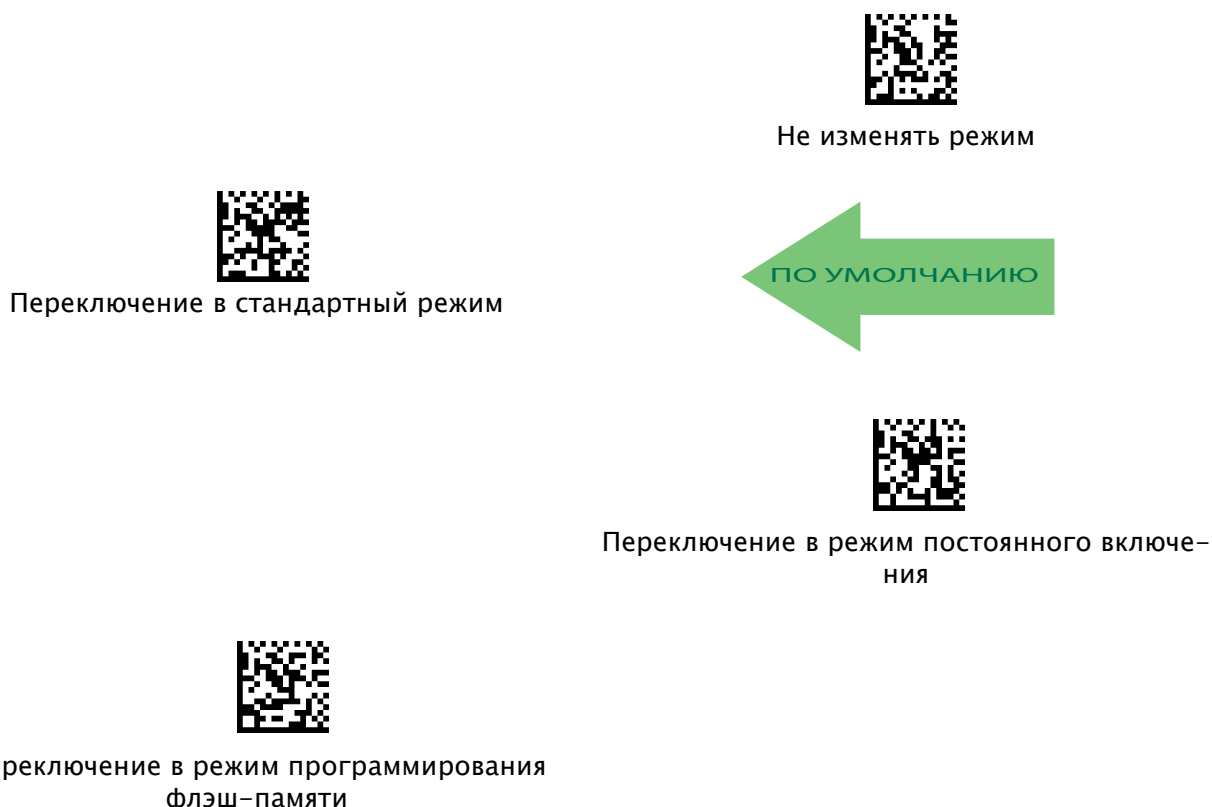 Не изменять режим
Переключение в стандартный режим
ПО УМОЛЧАНИЮ
Переключение в режим постоянного включе-
ния
реключение в режим программирования
флэш-памяти